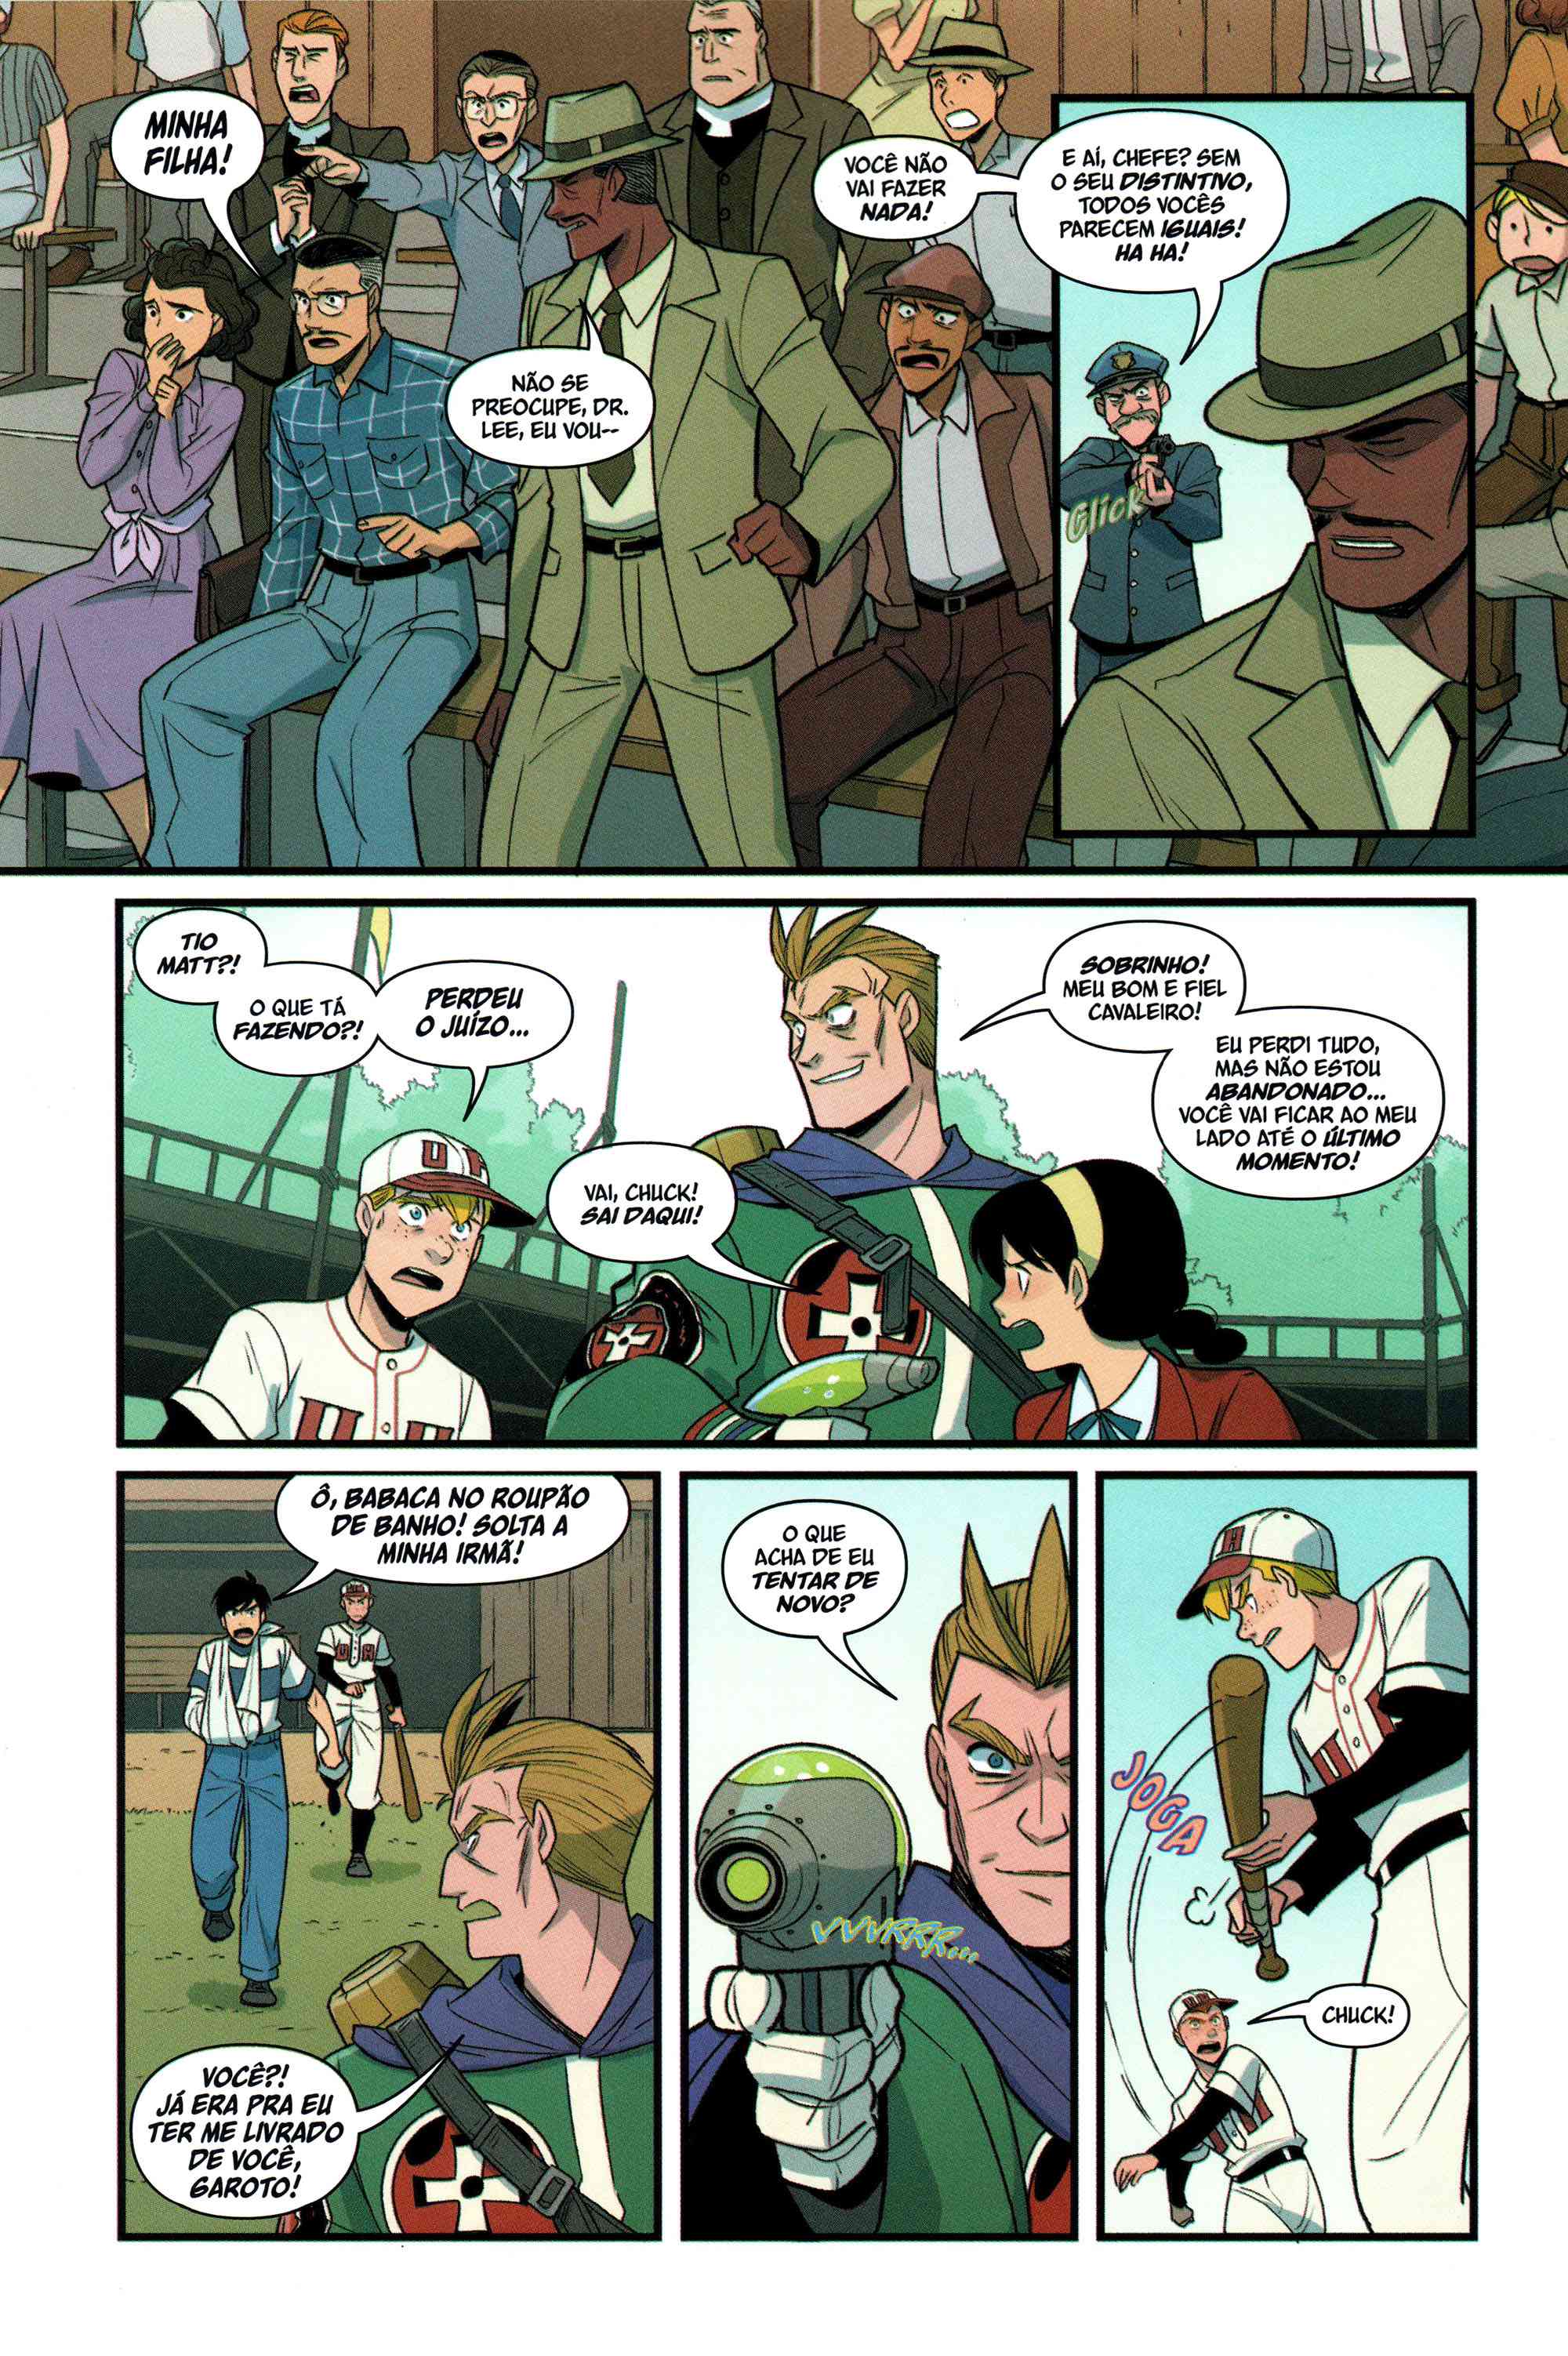 MINHA
FILHA!
NÃO SE
PREOCUPE, DR.
LEE, EU VOU--
VOCÊ NÃO
VAI FAZER
NADA!
E AÍ, CHEFE? SEM
O SEU DISTINTIVO,
TODOS VOCÊS
PARECEM IGUAIS!
HA HA!
Click
TIO
MATT?!
O QUE TÁ
FAZENDO?!
PERDEU
O JUÍZO...
SOBRINHO!
MEU BOM E FIEL
CAVALEIRO!
EU PERDI TUDO,
MAS NÃO ESTOU
ABANDONADO...
VOCÊ VAI FICAR AO MEU
LADO ATÉ O ÚLTIMO
MOMENTO!
VAI, CHUCK!
SAI DAQUI!
U H
U H
Ô, BABACA NO ROUPÃO
DE BANHO! SOLTA A
MINHA IRMÃ!
UH
VOCÊ?!
JÁ ERA PRA EU
TER ME LIVRADO
DE VOCÊ,
GAROTO!
O QUE
ACHA DE EU
TENTAR DE
NOVO?
VVVRRR...
H
U
JOGA
CHUCK!